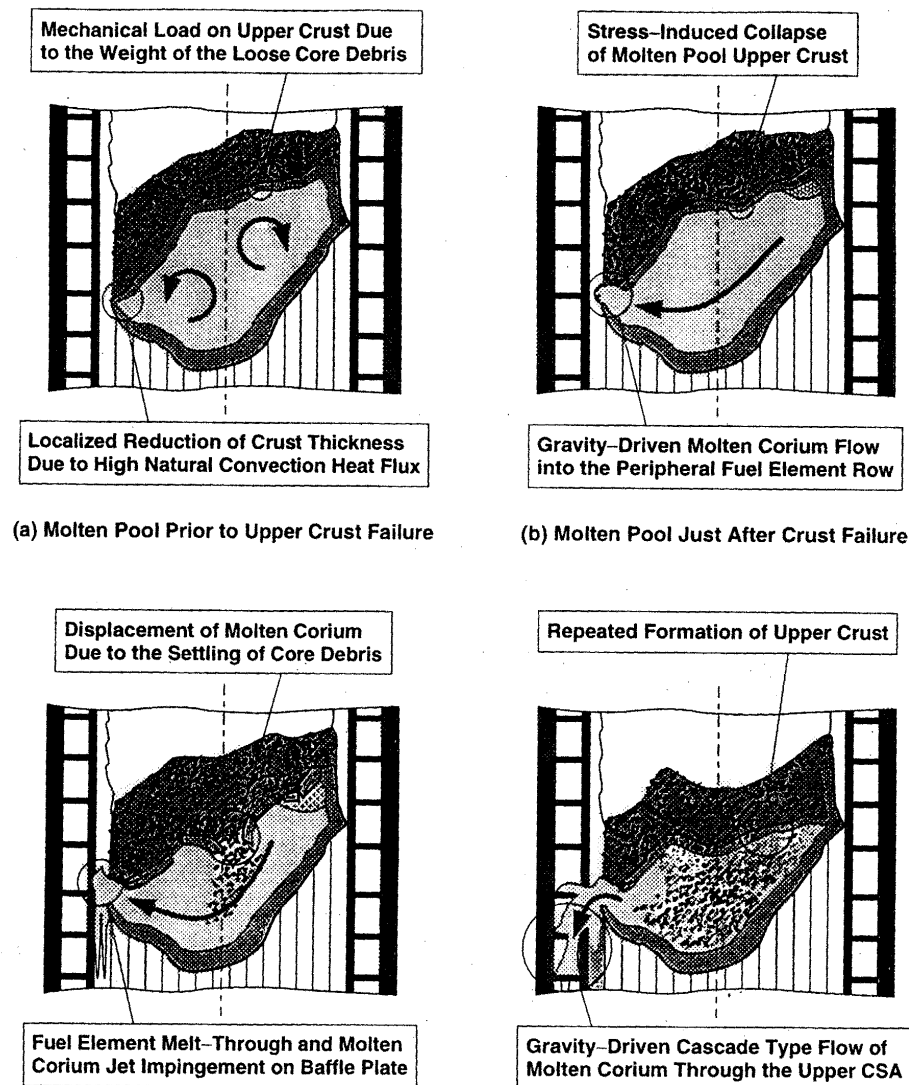 Mechanical Load on Upper Crust Due
to the Weight of the Loose Core Debris
Stress–Induced Collapse
of Molten Pool Upper Crust
Localized Reduction of Crust Thickness
Due to High Natural Convection Heat Flux
Gravity–Driven Molten Corium Flow
into the Peripheral Fuel Element Row
(a) Molten Pool Prior to Upper Crust Failure
(b) Molten Pool Just After Crust Failure
Displacement of Molten Corium
Due to the Settling of Core Debris
Repeated Formation of Upper Crust
Fuel Element Melt–Through and Molten
Corium Jet Impingement on Baffle Plate
Gravity–Driven Cascade Type Flow of
Molten Corium Through the Upper CSA